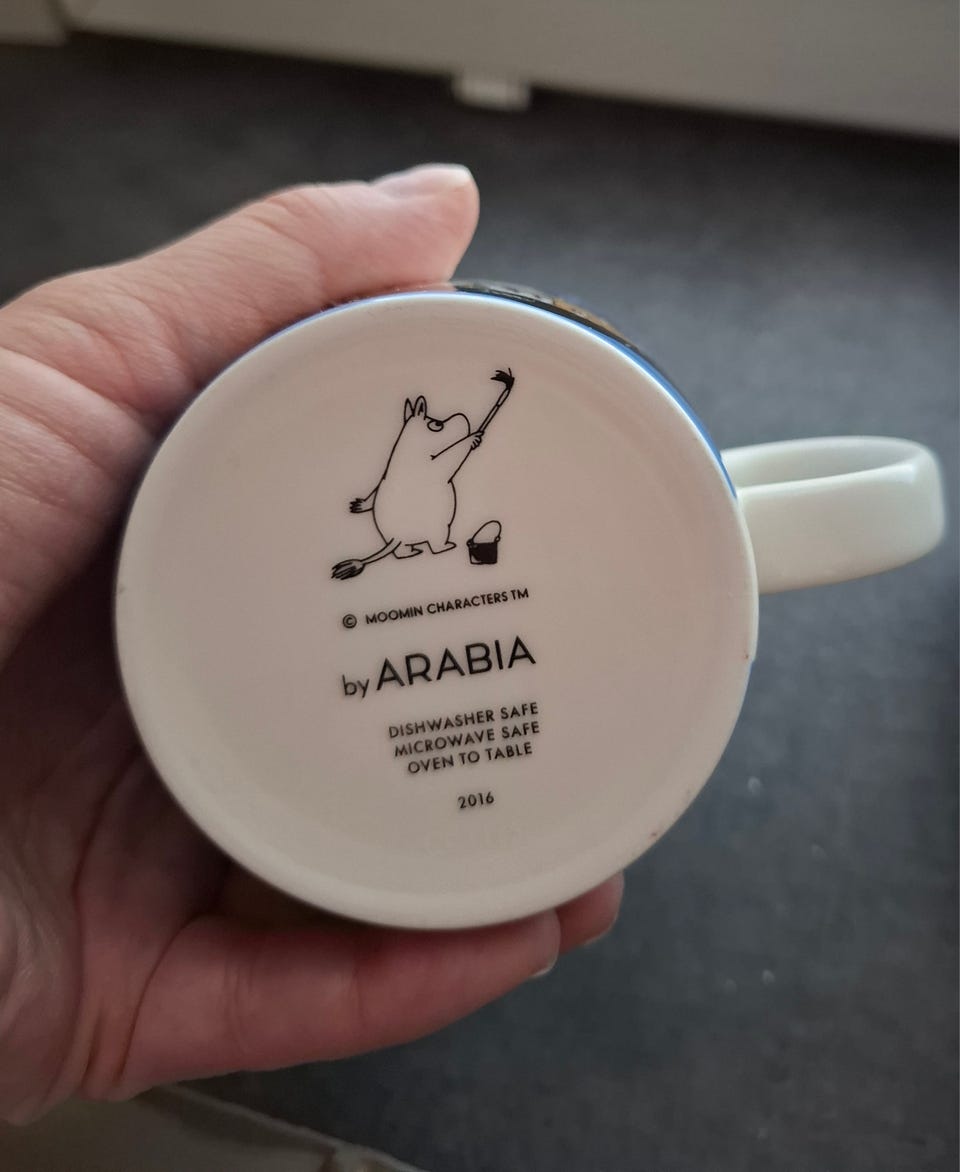 © MOOMIN CHARACTERS TM
by ARABIA
DISHWASHER SAFE
MICROWAVE SAFE
OVEN TO TABLE
2016